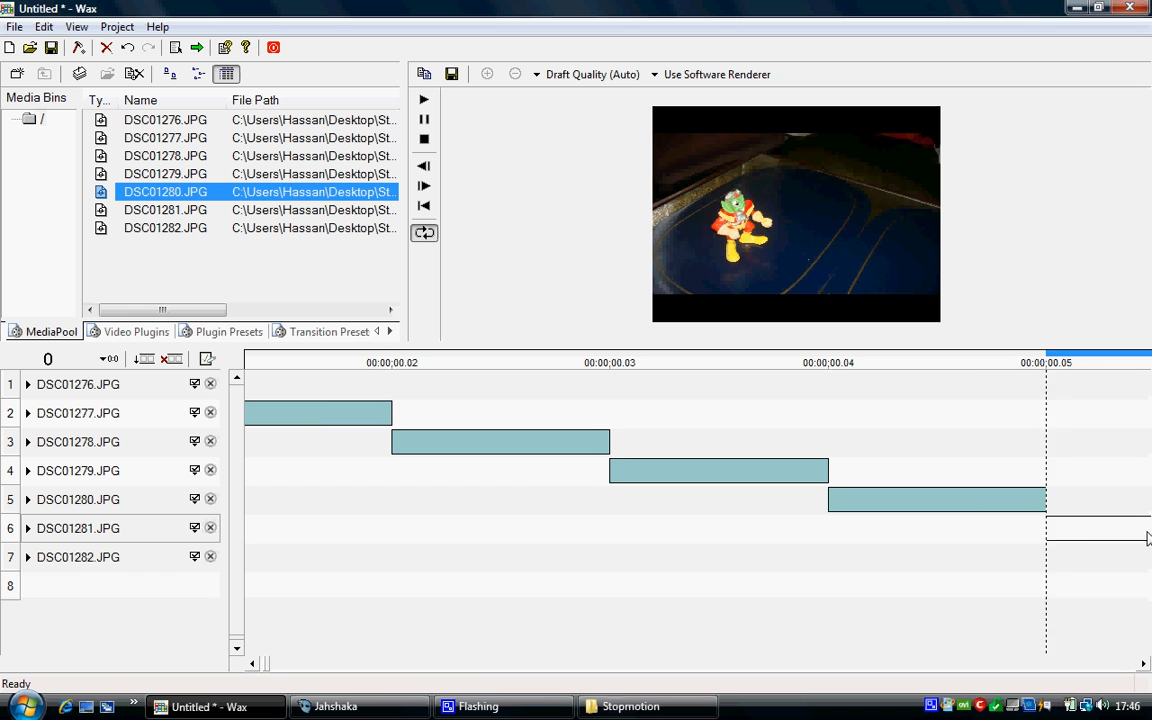 Untitled * - Wax
File Edit View Project Help
Media Bins Ty... Name File Path
/ DSC01276.JPG C:\Users\Hassan\Desktop\St...
DSC01277.JPG C:\Users\Hassan\Desktop\St...
DSC01278.JPG C:\Users\Hassan\Desktop\St...
DSC01279.JPG C:\Users\Hassan\Desktop\St...
DSC01280.JPG C:\Users\Hassan\Desktop\St...
DSC01281.JPG C:\Users\Hassan\Desktop\St...
DSC01282.JPG C:\Users\Hassan\Desktop\St...
Draft Quality (Auto) Use Software Renderer
MediaPool Video Plugins Plugin Presets Transition Preset
0 00:00:00.02 00:00:00.03 00:00:00.04 00:00:00.05
1 DSC01276.JPG
2 DSC01277.JPG
3 DSC01278.JPG
4 DSC01279.JPG
5 DSC01280.JPG
6 DSC01281.JPG
7 DSC01282.JPG
8
Ready
Untitled * - Wax Jahshaka Flashing Stopmotion 17:46